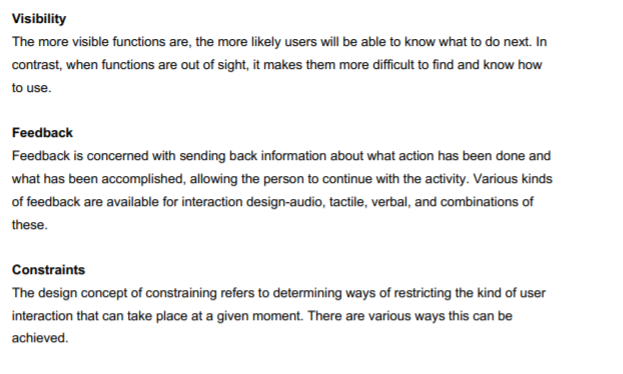 Visibility
The more visible functions are, the more likely users will be able to know what to do next. In
contrast, when functions are out of sight, it makes them more difficult to find and know how
to use.
Feedback
Feedback is concerned with sending back information about what action has been done and
what has been accomplished, allowing the person to continue with the activity. Various kinds
of feedback are available for interaction design-audio, tactile, verbal, and combinations of
these.
Constraints
The design concept of constraining refers to determining ways of restricting the kind of user
interaction that can take place at a given moment. There are various ways this can be
achieved.